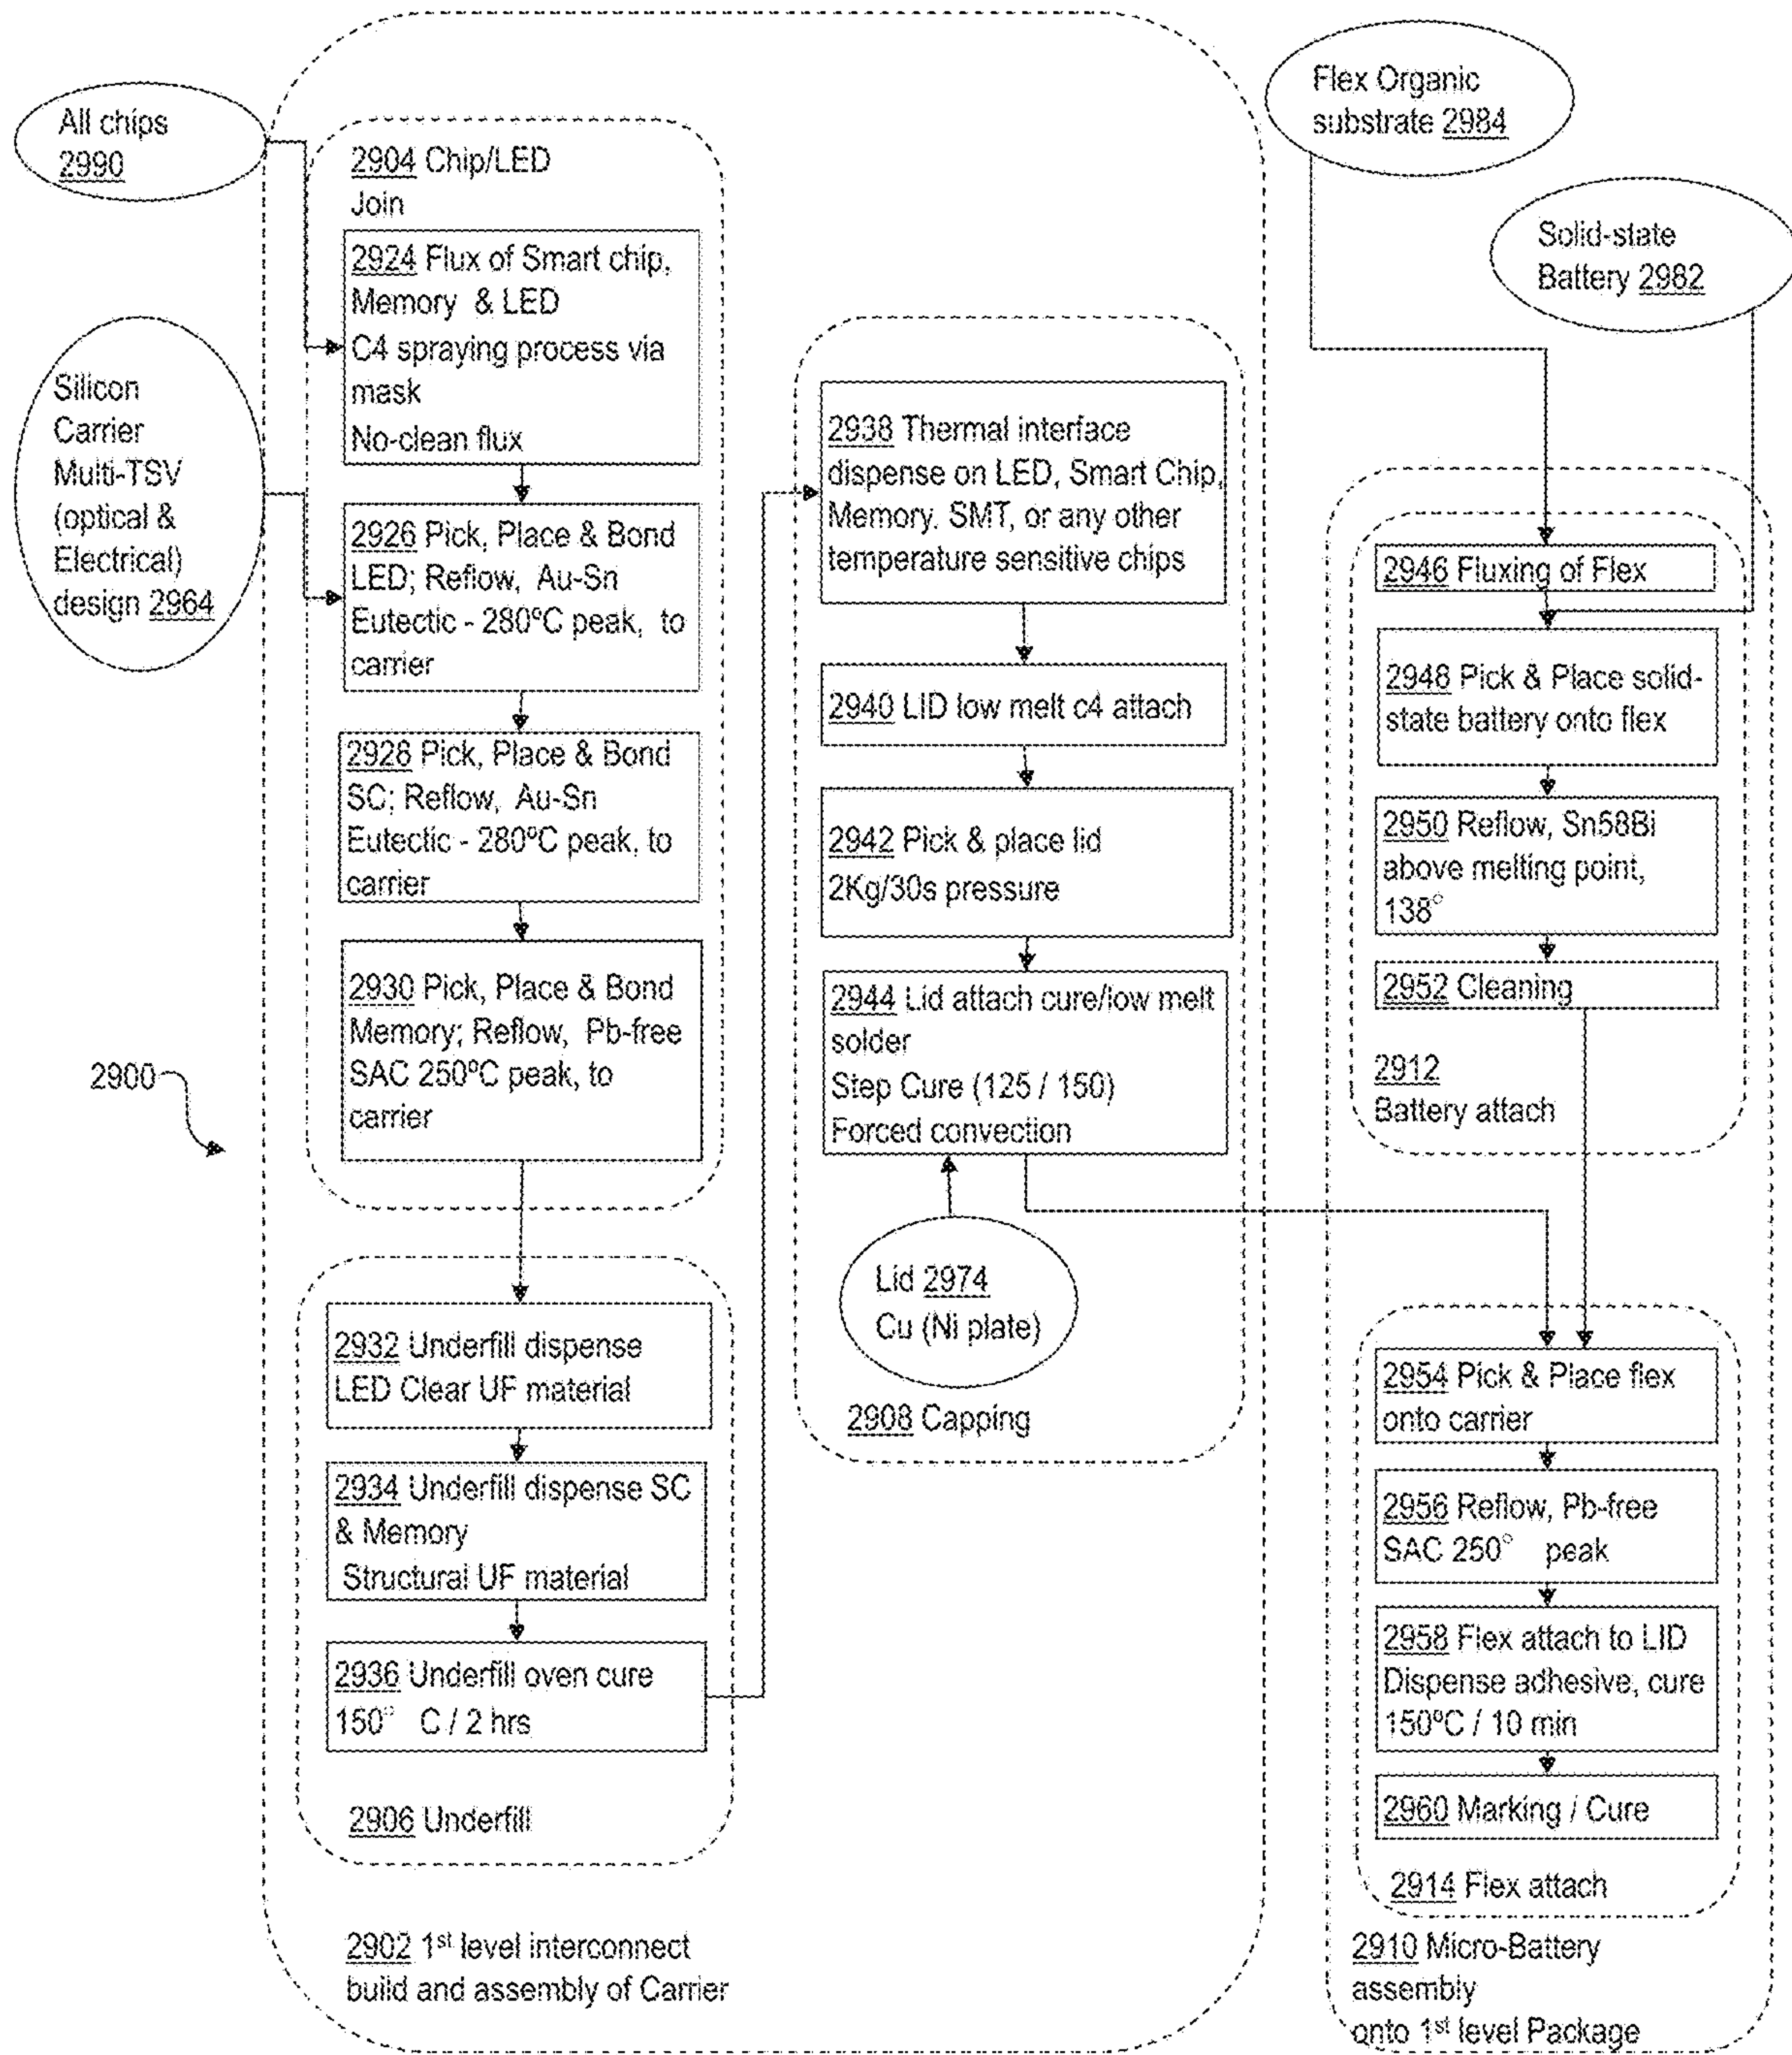 All chips
2990
Silicon
Carrier
Multi-TSV
(optical &
Electrical)
design 2964
2900
2904 Chip/LED
Join
2924 Flux of Smart chip,
Memory & LED
C4 spraying process via
mask
No-clean flux
2926 Pick, Place & Bond
LED; Reflow, Au-Sn
Eutectic - 280ºC peak, to
carrier
2928 Pick, Place & Bond
SC; Reflow, Au-Sn
Eutectic - 280ºC peak, to
carrier
2930 Pick, Place & Bond
Memory; Reflow, Pb-free
SAC 250ºC peak, to
carrier
2932 Underfill dispense
LED Clear UF material
2934 Underfill dispense SC
& Memory
Structural UF material
2936 Underfill oven cure
150° C / 2 hrs
2906 Underfill
2902 1st level interconnect
build and assembly of Carrier
2938 Thermal interface
dispense on LED, Smart Chip,
Memory, SMT, or any other
temperature sensitive chips
2940 LID low melt c4 attach
2942 Pick & place lid
2Kg/30s pressure
2944 Lid attach cure/low melt
solder
Step Cure (125 / 150)
Forced convection
Lid 2974
Cu (Ni plate)
2908 Capping
Flex Organic
substrate 2984
Solid-state
Battery 2982
2946 Fluxing of Flex
2948 Pick & Place solid-
state battery onto flex
2950 Reflow, Sn58Bi
above melting point,
138°
2952 Cleaning
2912
Battery attach
2954 Pick & Place flex
onto carrier
2956 Reflow, Pb-free
SAC 250° peak
2958 Flex attach to LID
Dispense adhesive, cure
150ºC / 10 min
2960 Marking / Cure
2914 Flex attach
2910 Micro-Battery
assembly
onto 1st level Package